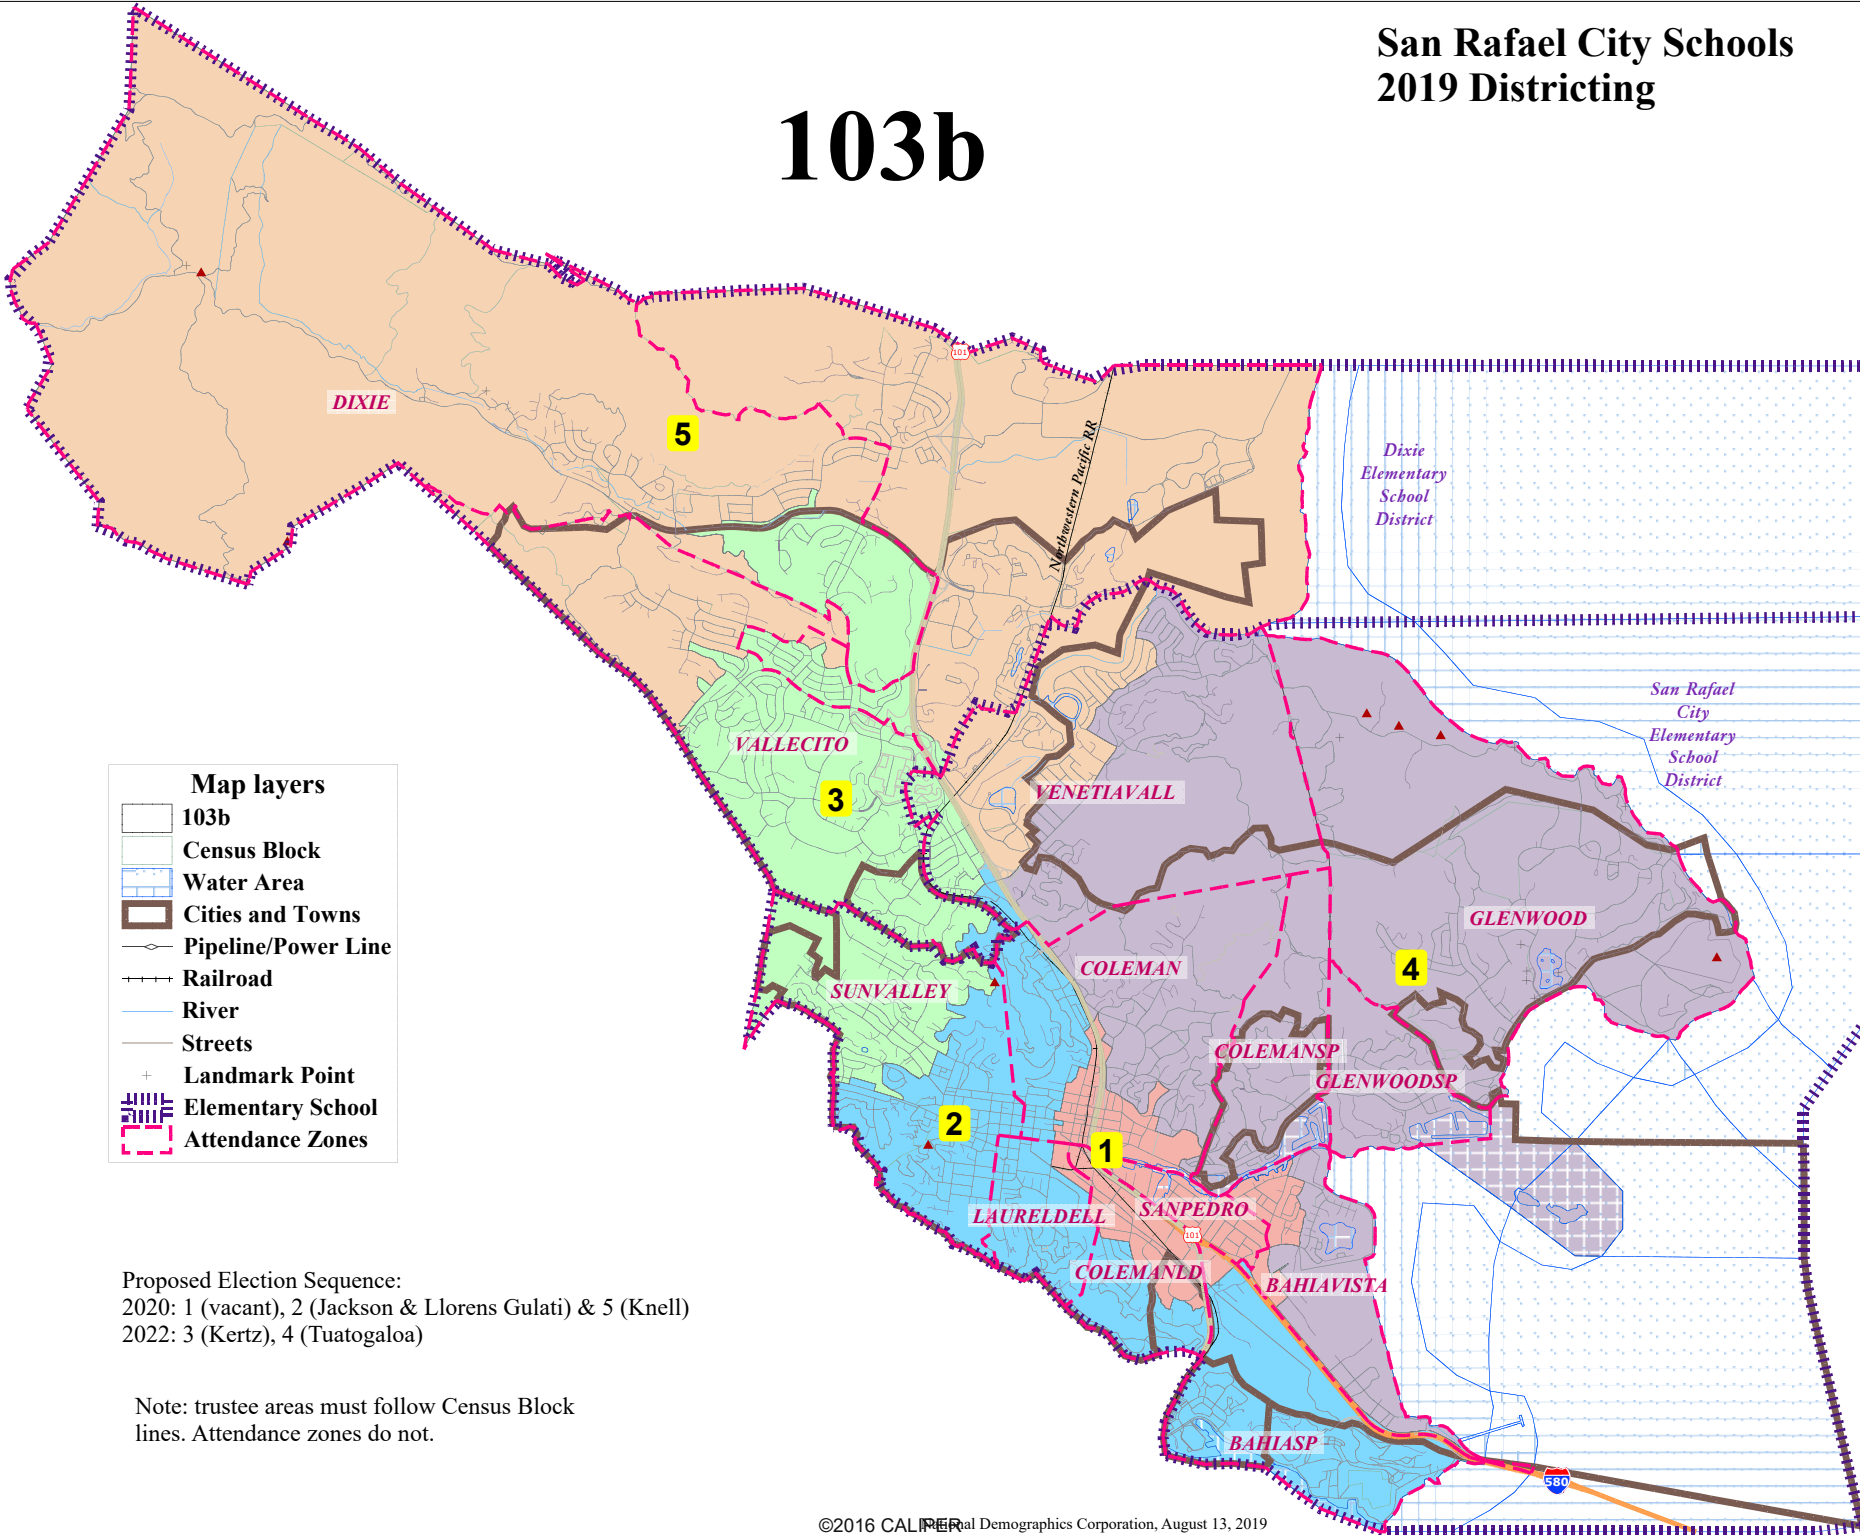 San Rafael City Schools
2019 Districting
103b
101
DIXIE
5
Northwestern Pacific RR
Dixie
Elementary
School
District
San Rafael
City
Elementary
School
District
VALLECITO
3
VENETIAVALL
Map layers
103b
Census Block
Water Area
Cities and Towns
Pipeline/Power Line
Railroad
River
Streets
Landmark Point
Elementary School
Attendance Zones
GLENWOOD
4
COLEMAN
SUNVALLEY
COLEMANSP
GLENWOODSP
2
1
LAURELDELL
SANPEDRO
101
COLEMANLD
BAHIAVISTA
Proposed Election Sequence:
2020: 1 (vacant), 2 (Jackson & Llorens Gulati) & 5 (Knell)
2022: 3 (Kertz), 4 (Tuatogaloa)
Note: trustee areas must follow Census Block
lines. Attendance zones do not.
BAHIASP
580
©2016 CALIPER
National Demographics Corporation, August 13, 2019